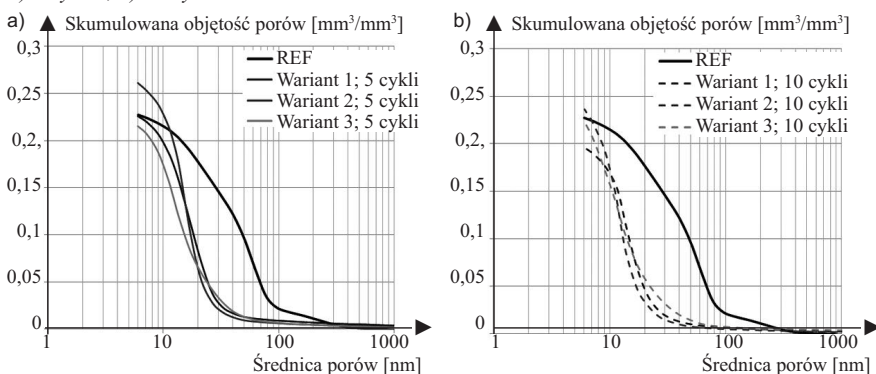 a) Skumulowana objętość porów [mm³/mm³]
0,3
0,25
0,2
0,15
0,1
0,05
0
1
10
100
1000
REF
Wariant 1; 5 cykli
Wariant 2; 5 cykli
Wariant 3; 5 cykli
Średnica porów [nm]
b) Skumulowana objętość porów [mm³/mm³]
0,3
0,25
0,2
0,15
0,1
0,05
0
1
10
100
1000
REF
Wariant 1; 10 cykli
Wariant 2; 10 cykli
Wariant 3; 10 cykli
Średnica porów [nm]